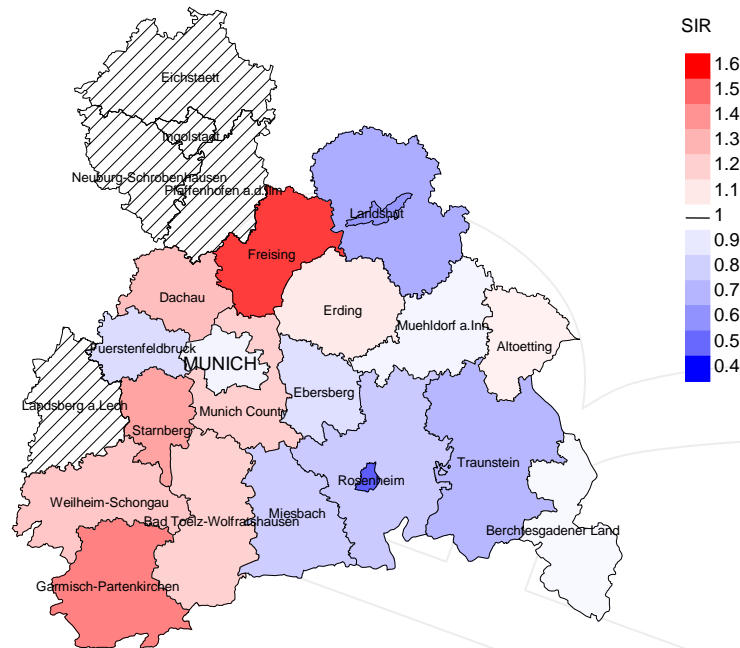 SIR
1.6
1.5
1.4
1.3
1.2
1.1
1
0.9
0.8
0.7
0.6
0.5
0.4
Eichstaett
Ingolstadt
Neuburg-Schrobenhausen
Pfaffenhofen a.d.Ilm
Landshut
Freising
Dachau
Erding
Muehldorf a.Inn
Altoetting
Fuerstenfeldbruck
MUNICH
Landsberg a.Lech
Ebersberg
Munich County
Starnberg
Traunstein
Rosenheim
Weilheim-Schongau
Miesbach
Bad Toelz-Wolfratshausen
Berchtesgadener Land
Garmisch-Partenkirchen